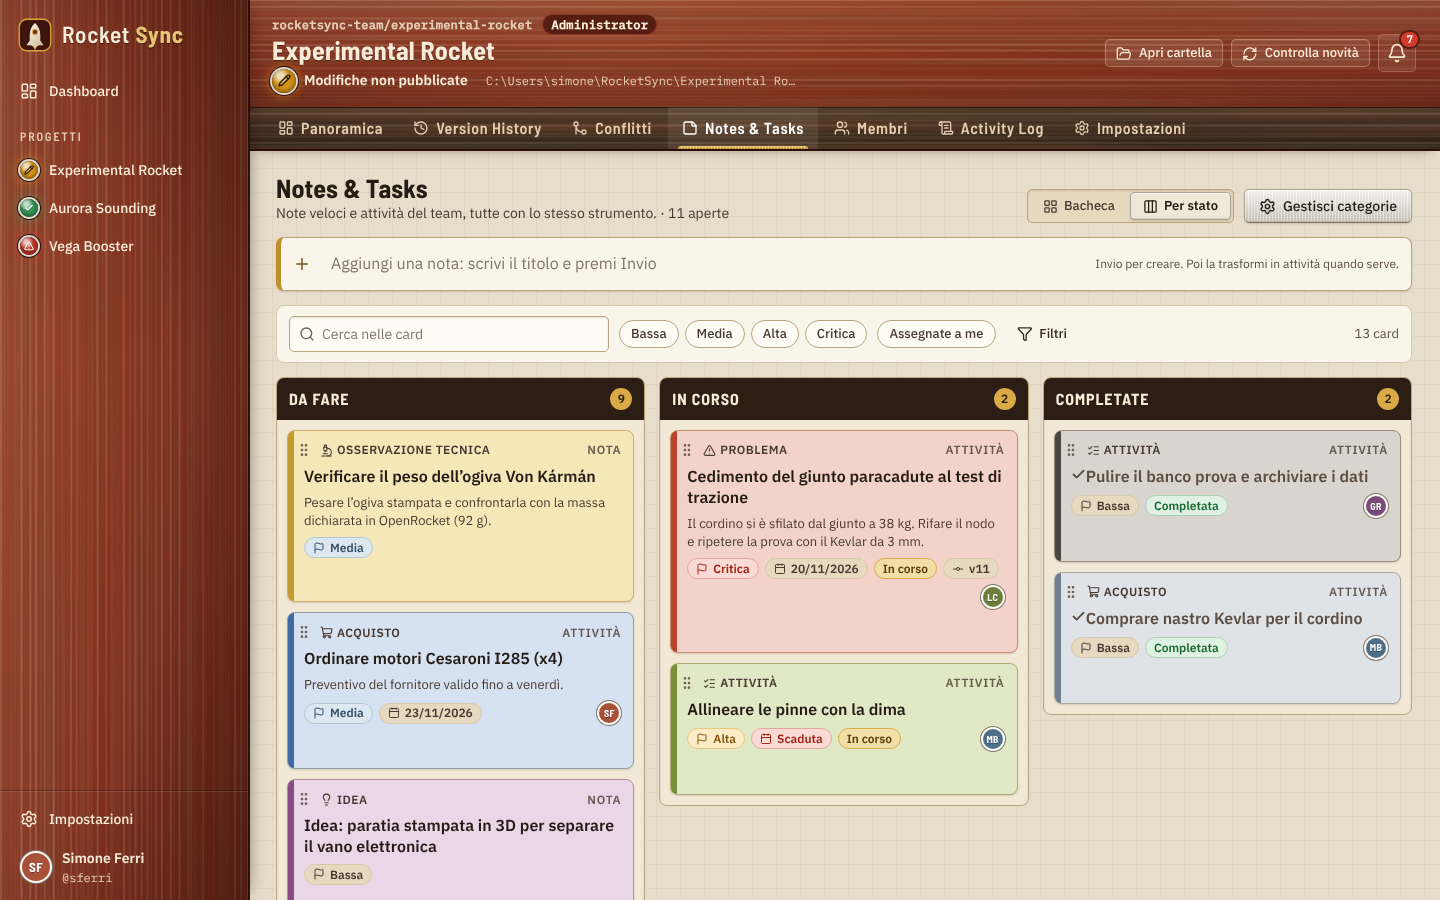 Rocket Sync
Dashboard
PROGETTI
Experimental Rocket
Aurora Sounding
Vega Booster
Impostazioni
SF
Simone Ferri
@sferri
rocketsync-team/experimental-rocket
Administrator
Experimental Rocket
Modifiche non pubblicate
C:\Users\simone\RocketSync\Experimental Ro…
Apri cartella
Controlla novità
7
Panoramica
Version History
Conflitti
Notes & Tasks
Membri
Activity Log
Impostazioni
Notes & Tasks
Note veloci e attività del team, tutte con lo stesso strumento. · 11 aperte
Bacheca
Per stato
Gestisci categorie
Aggiungi una nota: scrivi il titolo e premi Invio
Invio per creare. Poi la trasformi in attività quando serve.
Cerca nelle card
Bassa
Media
Alta
Critica
Assegnate a me
Filtri
13 card
DA FARE
9
OSSERVAZIONE TECNICA
NOTA
Verificare il peso dell’ogiva Von Kármán
Pesare l’ogiva stampata e confrontarla con la massa
dichiarata in OpenRocket (92 g).
Media
ACQUISTO
ATTIVITÀ
Ordinare motori Cesaroni I285 (x4)
Preventivo del fornitore valido fino a venerdì.
Media
23/11/2026
SF
IDEA
NOTA
Idea: paratia stampata in 3D per separare
il vano elettronica
Bassa
IN CORSO
2
PROBLEMA
ATTIVITÀ
Cedimento del giunto paracadute al test di
trazione
Il cordino si è sfilato dal giunto a 38 kg. Rifare il nodo
e ripetere la prova con il Kevlar da 3 mm.
Critica
20/11/2026
In corso
v11
LC
ATTIVITÀ
ATTIVITÀ
Allineare le pinne con la dima
Alta
Scaduta
In corso
MB
COMPLETATE
2
ATTIVITÀ
ATTIVITÀ
Pulire il banco prova e archiviare i dati
Bassa
Completata
GR
ACQUISTO
ATTIVITÀ
Comprare nastro Kevlar per il cordino
Bassa
Completata
MB